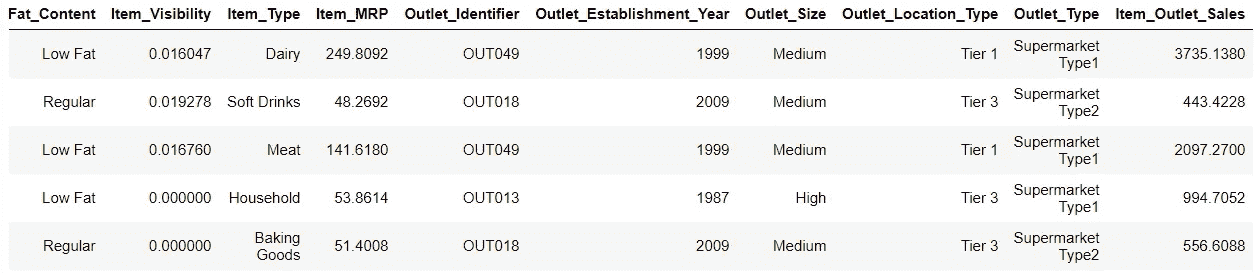 Fat_Content Item_Visibility Item_Type Item_MRP Outlet_Identifier Outlet_Establishment_Year Outlet_Size Outlet_Location_Type Outlet_Type Item_Outlet_Sales
Low Fat 0.016047 Dairy 249.8092 OUT049 1999 Medium Tier 1 Supermarket Type1 3735.1380
Regular 0.019278 Soft Drinks 48.2692 OUT018 2009 Medium Tier 3 Supermarket Type2 443.4228
Low Fat 0.016760 Meat 141.6180 OUT049 1999 Medium Tier 1 Supermarket Type1 2097.2700
Low Fat 0.000000 Household 53.8614 OUT013 1987 High Tier 3 Supermarket Type1 994.7052
Regular 0.000000 Baking Goods 51.4008 OUT018 2009 Medium Tier 3 Supermarket Type2 556.6088